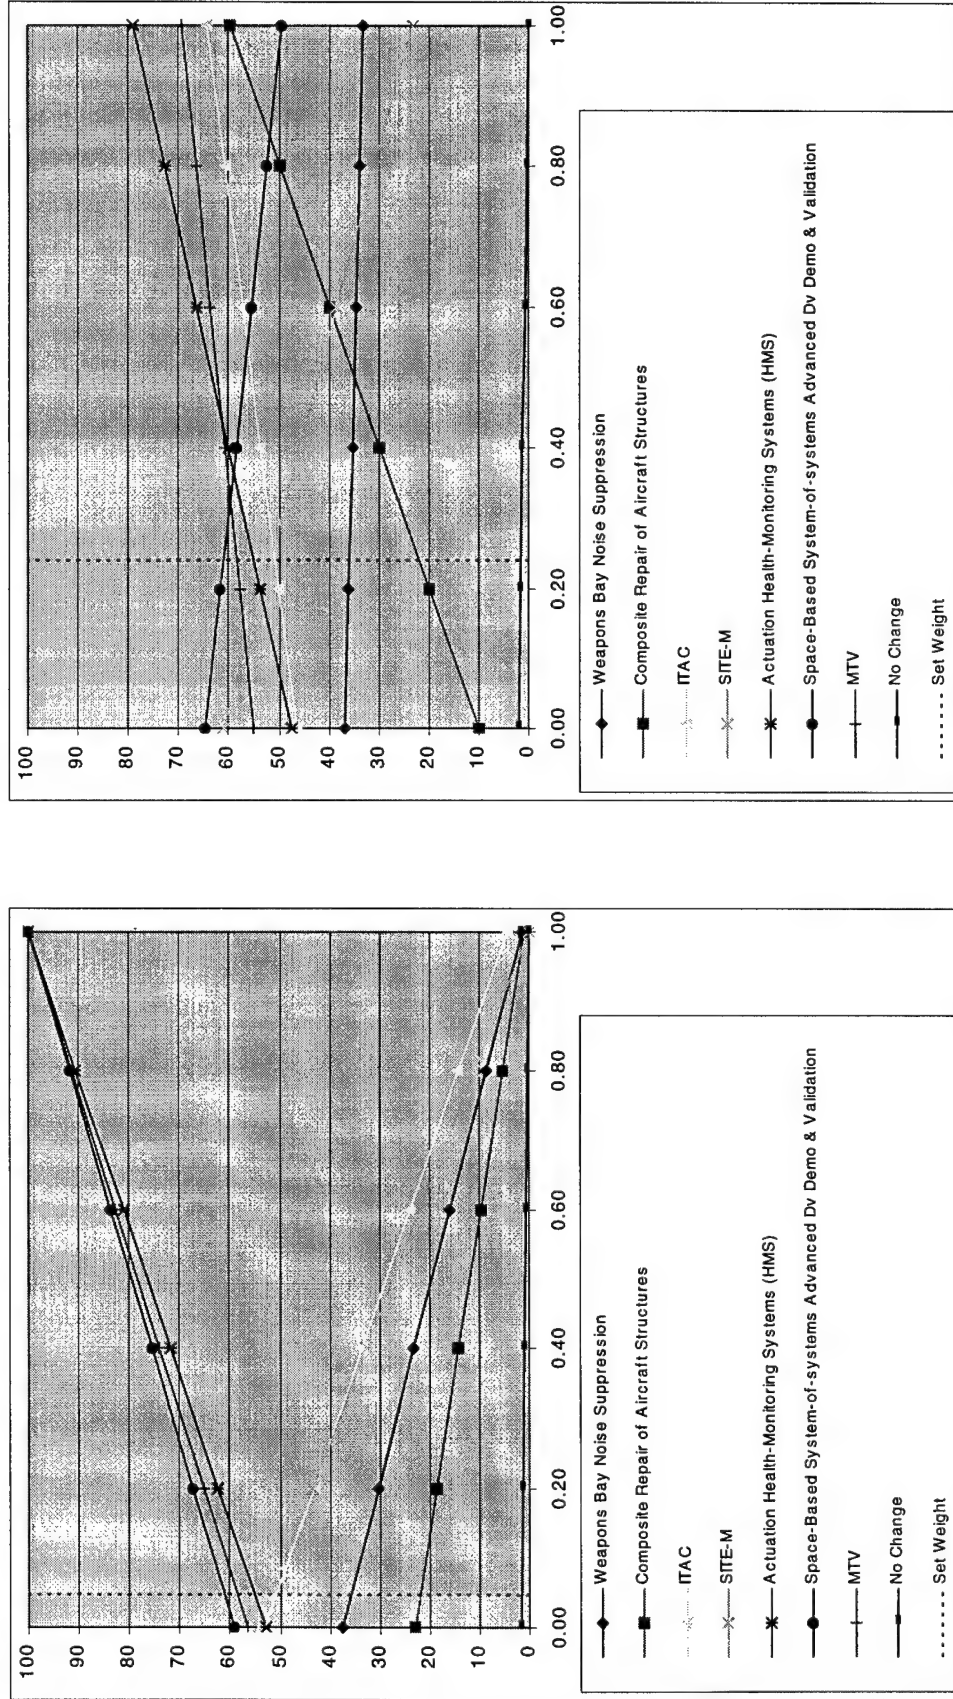 100
90
80
70
60
50
40
30
20
10
0
0.00
0.20
0.40
0.60
0.80
1.00
Weapons Bay Noise Suppression
Composite Repair of Aircraft Structures
ITAC
SITE-M
Actuation Health-Monitoring Systems (HMS)
Space-Based System-of-systems Advanced Dv Demo & Validation
MTV
No Change
Set Weight
100
90
80
70
60
50
40
30
20
10
0
0.00
0.20
0.40
0.60
0.80
1.00
Weapons Bay Noise Suppression
Composite Repair of Aircraft Structures
ITAC
SITE-M
Actuation Health-Monitoring Systems (HMS)
Space-Based System-of-systems Advanced Dv Demo & Validation
MTV
No Change
Set Weight